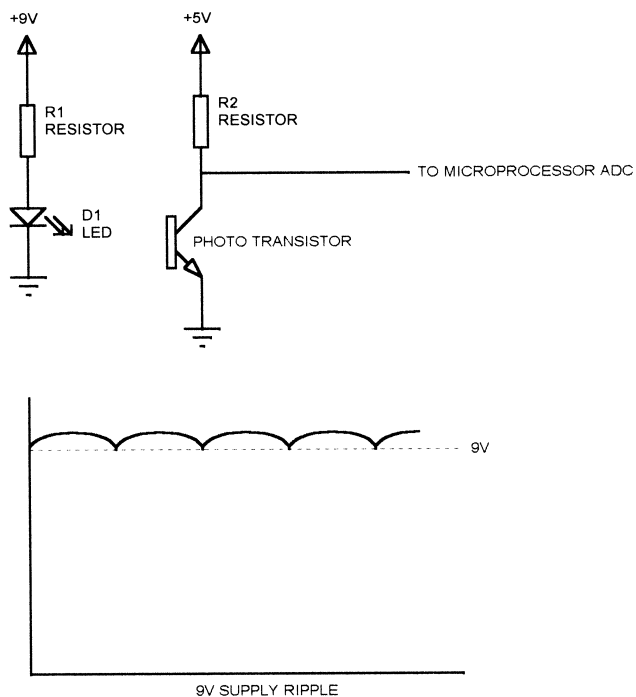 +9V
+5V
R1
RESISTOR
R2
RESISTOR
TO MICROPROCESSOR ADC
D1
LED
PHOTO TRANSISTOR
9V
9V SUPPLY RIPPLE